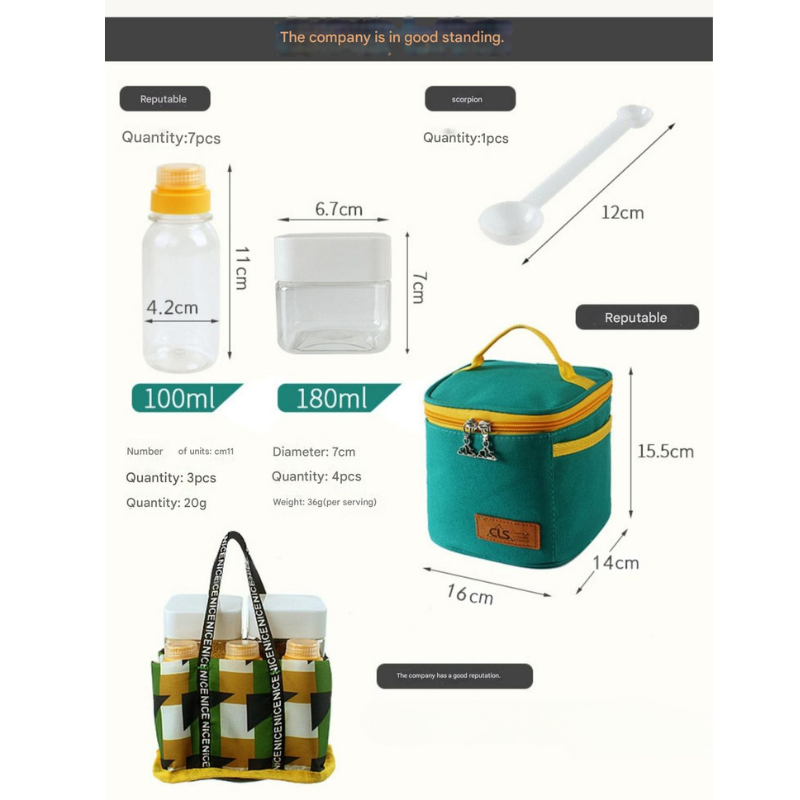 The company is in good standing.
Reputable
scorpion
Quantity:7pcs
Quantity:1pcs
6.7cm
12cm
11cm
7cm
4.2cm
Reputable
100ml
180ml
Number of units: cm11
Diameter: 7cm
15.5cm
Quantity: 3pcs
Quantity: 4pcs
Quantity: 20g
Weight: 36g(per serving)
CLS
14cm
16cm
NICENICENICENICENICENICE
NICENICENICENICENICENICE
The company has a good reputation.